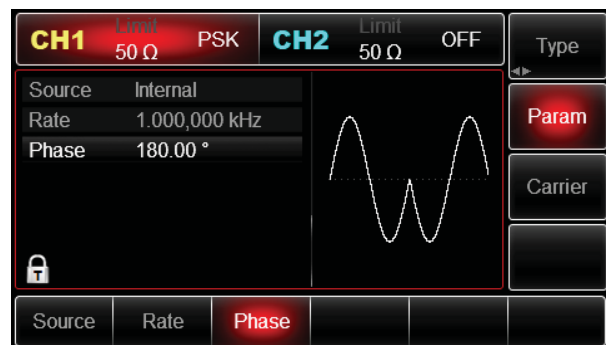 CH1 Limit 50 Ω PSK CH2 Limit 50 Ω OFF
Type
Source Internal
Rate 1.000,000 kHz
Phase 180.00 °
Param
Carrier
T
Source Rate Phase